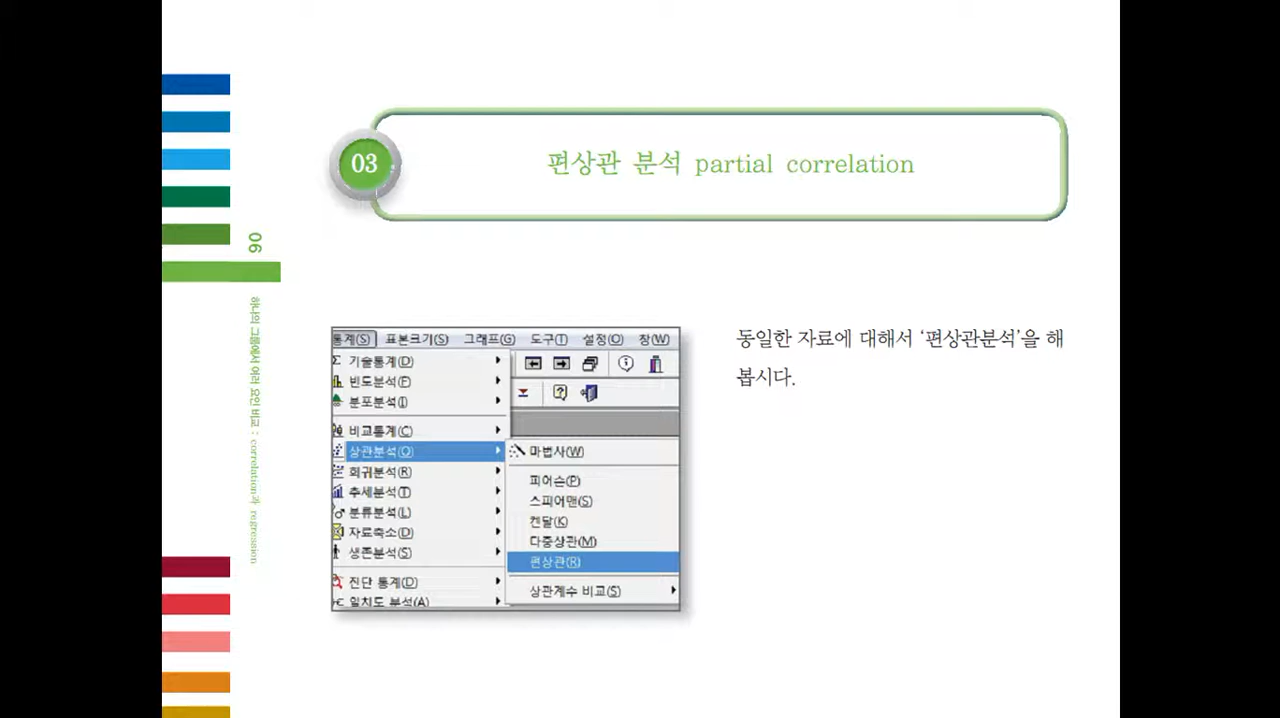 03
편상관 분석 partial correlation
06
하나의 그룹에서 여러 요인 비교 : correlation과 regression
통계(S) 표본크기(S) 그래프(G) 도구(T) 설정(O) 창(W)
기술통계(D)
빈도분석(F)
분포분석(I)
비교통계(C)
상관분석(O)
회귀분석(R)
추세분석(T)
분류분석(L)
자료축소(D)
생존분석(S)
진단 통계(D)
일치도 분석(A)
마법사(W)
피어슨(P)
스피어맨(S)
켄달(K)
다중상관(M)
편상관(R)
상관계수 비교(S)
동일한 자료에 대해서 ‘편상관분석’을 해
봅시다.